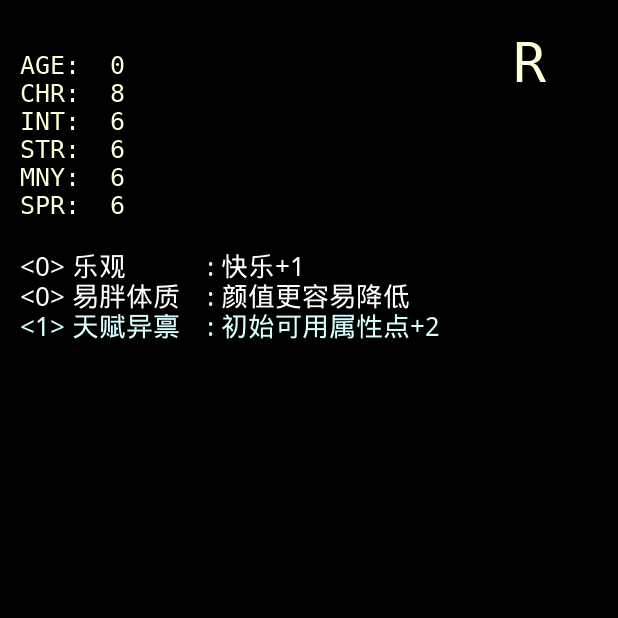 R
AGE: 0
CHR: 8
INT: 6
STR: 6
MNY: 6
SPR: 6
<0> 乐观 : 快乐+1
<0> 易胖体质 : 颜值更容易降低
<1> 天赋异禀 : 初始可用属性点+2